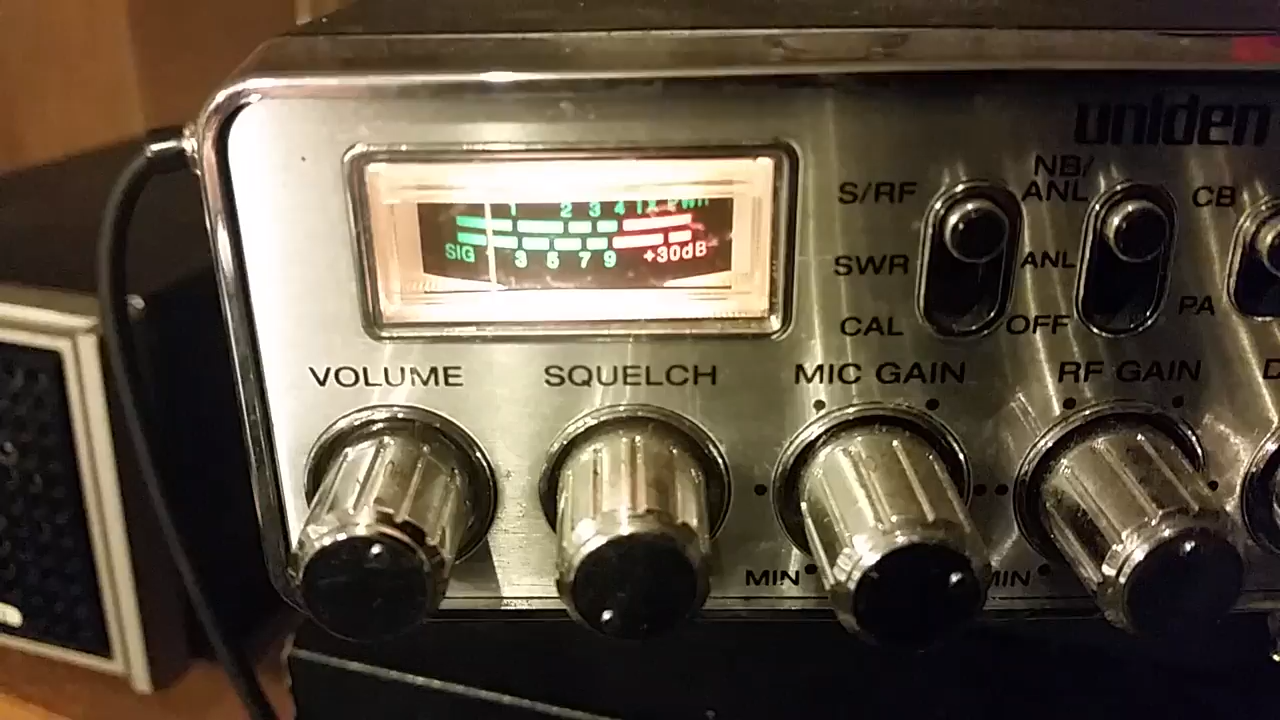 uniden
NB/
S/RF ANL CB
1 2 3 4 TX PWR
SIG 3 5 7 9 +30dB
SWR ANL
PA
CAL OFF
VOLUME SQUELCH MIC GAIN RF GAIN D
MIN MIN